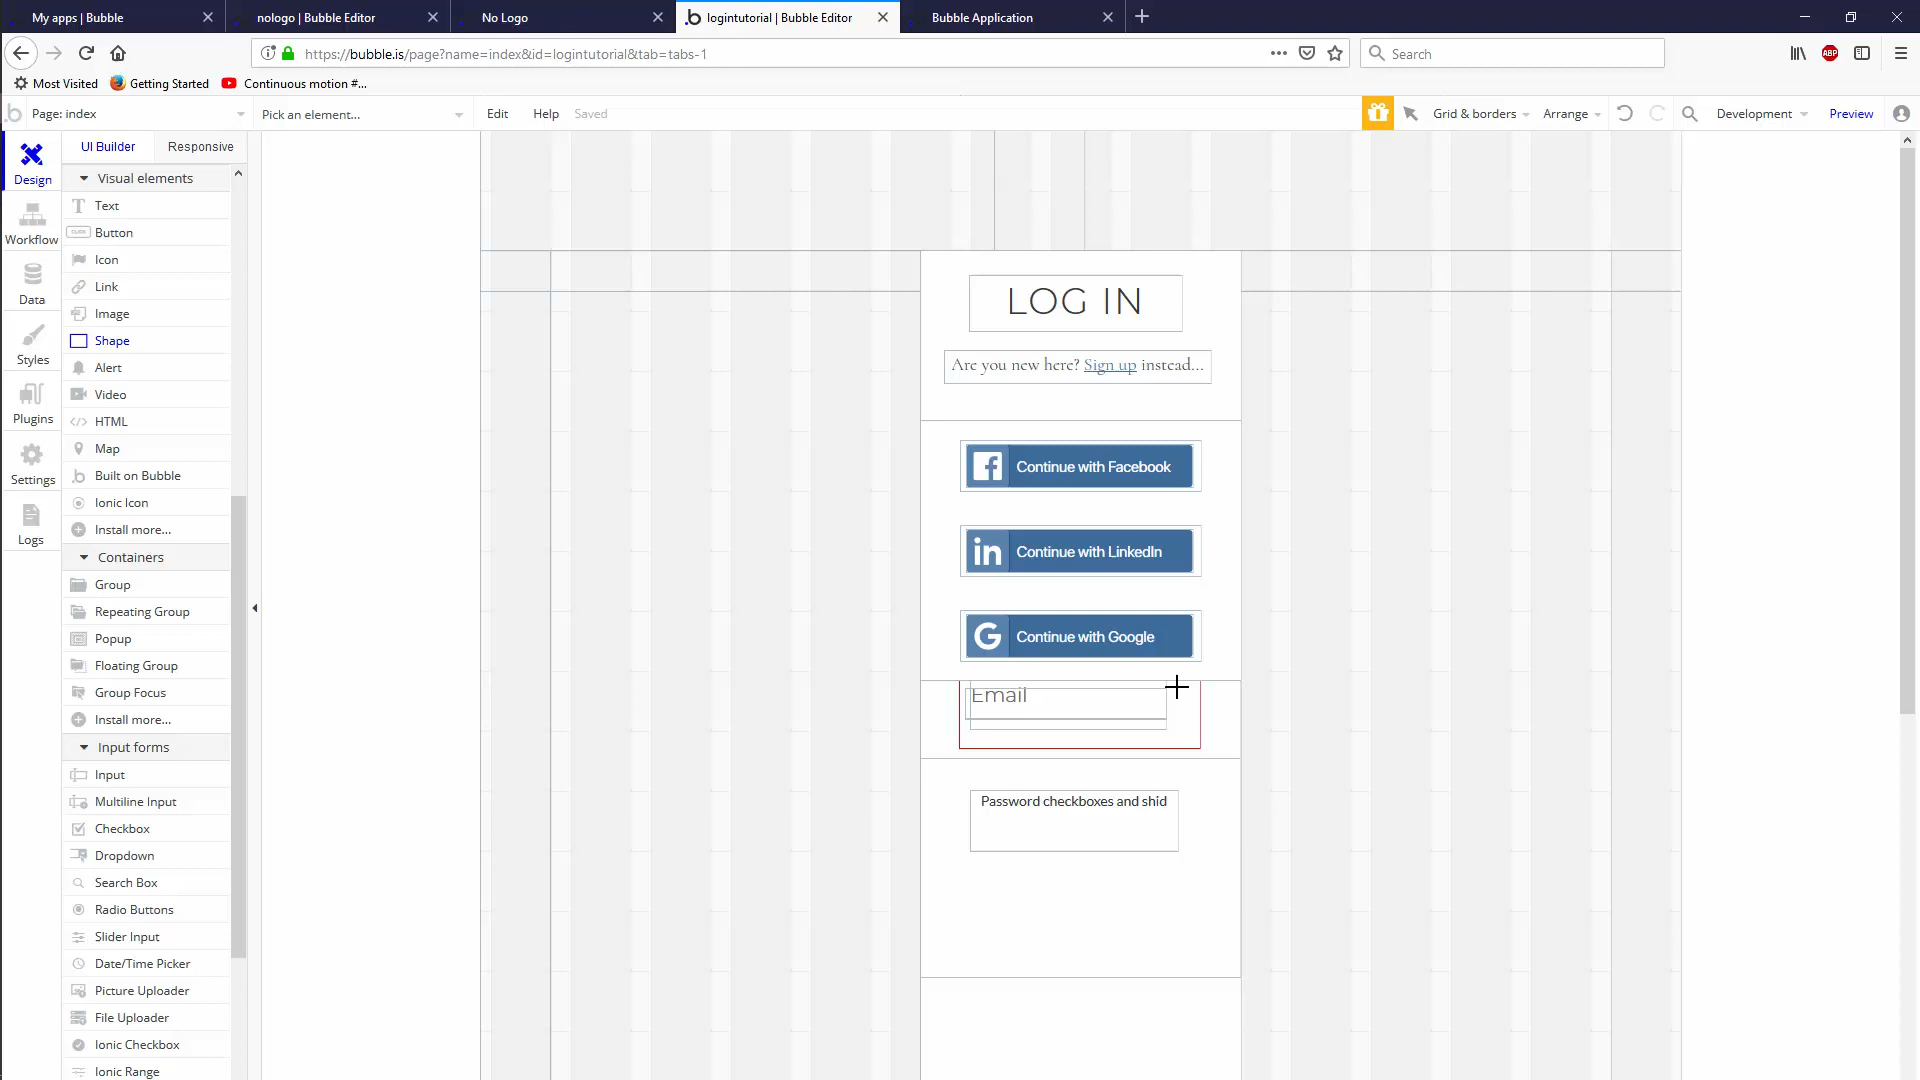 My apps | Bubble
nologo | Bubble Editor
No Logo
logintutorial | Bubble Editor
Bubble Application
https://bubble.is/page?name=index&id=logintutorial&tab=tabs-1
Search
Most Visited
Getting Started
Continuous motion #...
Page: index
Pick an element...
Edit
Help
Saved
Grid & borders
Arrange
Development
Preview
UI Builder
Responsive
Design
Workflow
Data
Styles
Plugins
Settings
Logs
Visual elements
Text
CLICK
Button
Icon
Link
Image
Shape
Alert
Video
HTML
Map
Built on Bubble
Ionic Icon
Install more...
Containers
Group
Repeating Group
Popup
Floating Group
Group Focus
Install more...
Input forms
Input
Multiline Input
Checkbox
Dropdown
Search Box
Radio Buttons
Slider Input
Date/Time Picker
Picture Uploader
File Uploader
Ionic Checkbox
Ionic Range
LOG IN
Are you new here? Sign up instead...
Continue with Facebook
in Continue with LinkedIn
G Continue with Google
Email
Password checkboxes and shid
ABP